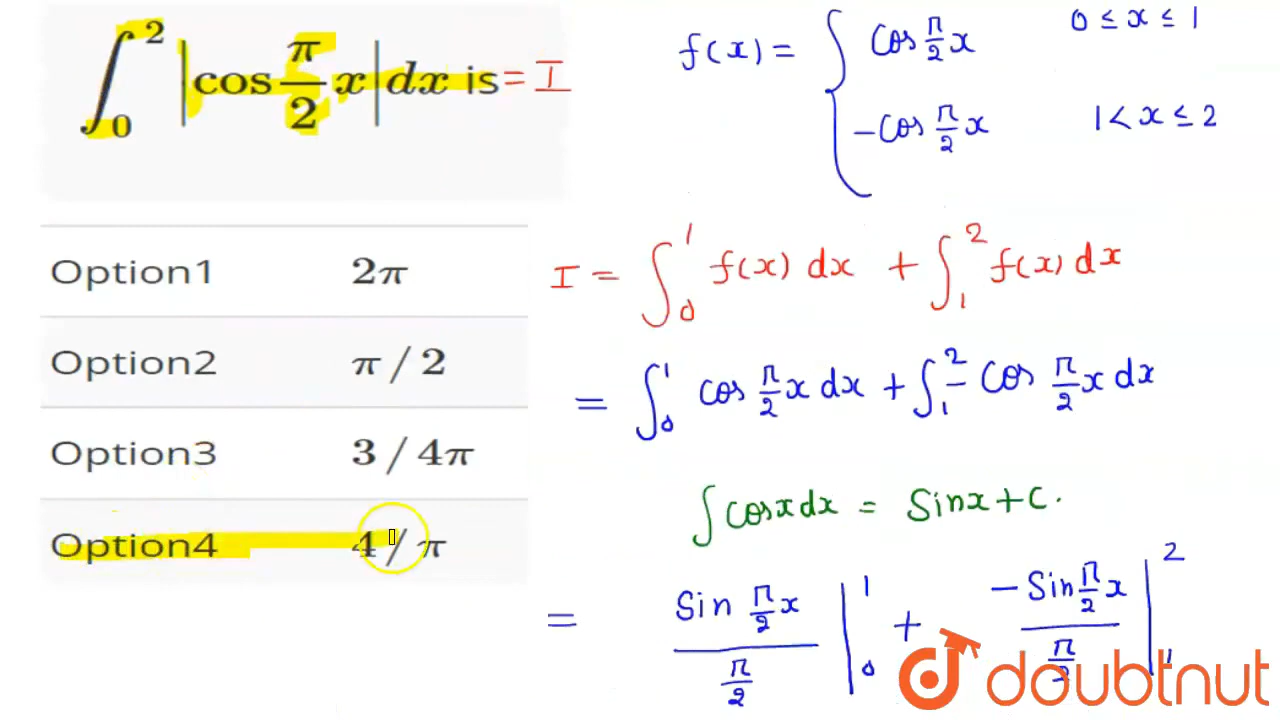 ∫₀² |cos π/2 x| dx is = I
Option1 2π
Option2 π / 2
Option3 3 / 4π
Option4 4 / π
f(x) = { cos π/2 x 0 ≤ x ≤ 1
-cos π/2 x 1 < x ≤ 2
I = ∫₀¹ f(x) dx + ∫₁² f(x) dx
= ∫₀¹ cos π/2 x dx + ∫₁² - cos π/2 x dx
∫ cosx dx = Sinx + C.
= Sin π/2 x / π/2 |₀¹ + -Sin π/2 x / π/2 |₁²
doubtnut